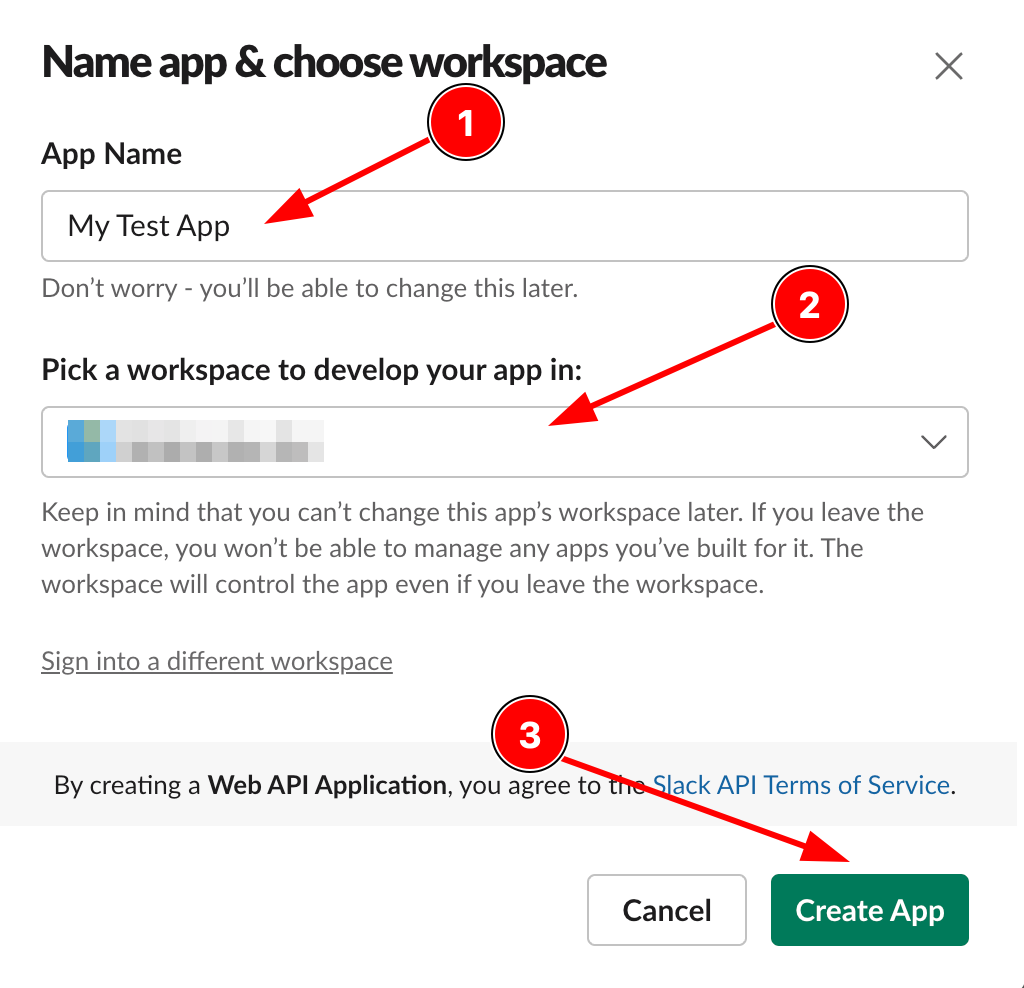 Name app & choose workspace
1
App Name
My Test App
Don’t worry - you’ll be able to change this later.
2
Pick a workspace to develop your app in:
Keep in mind that you can’t change this app’s workspace later. If you leave the
workspace, you won’t be able to manage any apps you’ve built for it. The
workspace will control the app even if you leave the workspace.
Sign into a different workspace
3
By creating a Web API Application, you agree to the Slack API Terms of Service.
Cancel
Create App